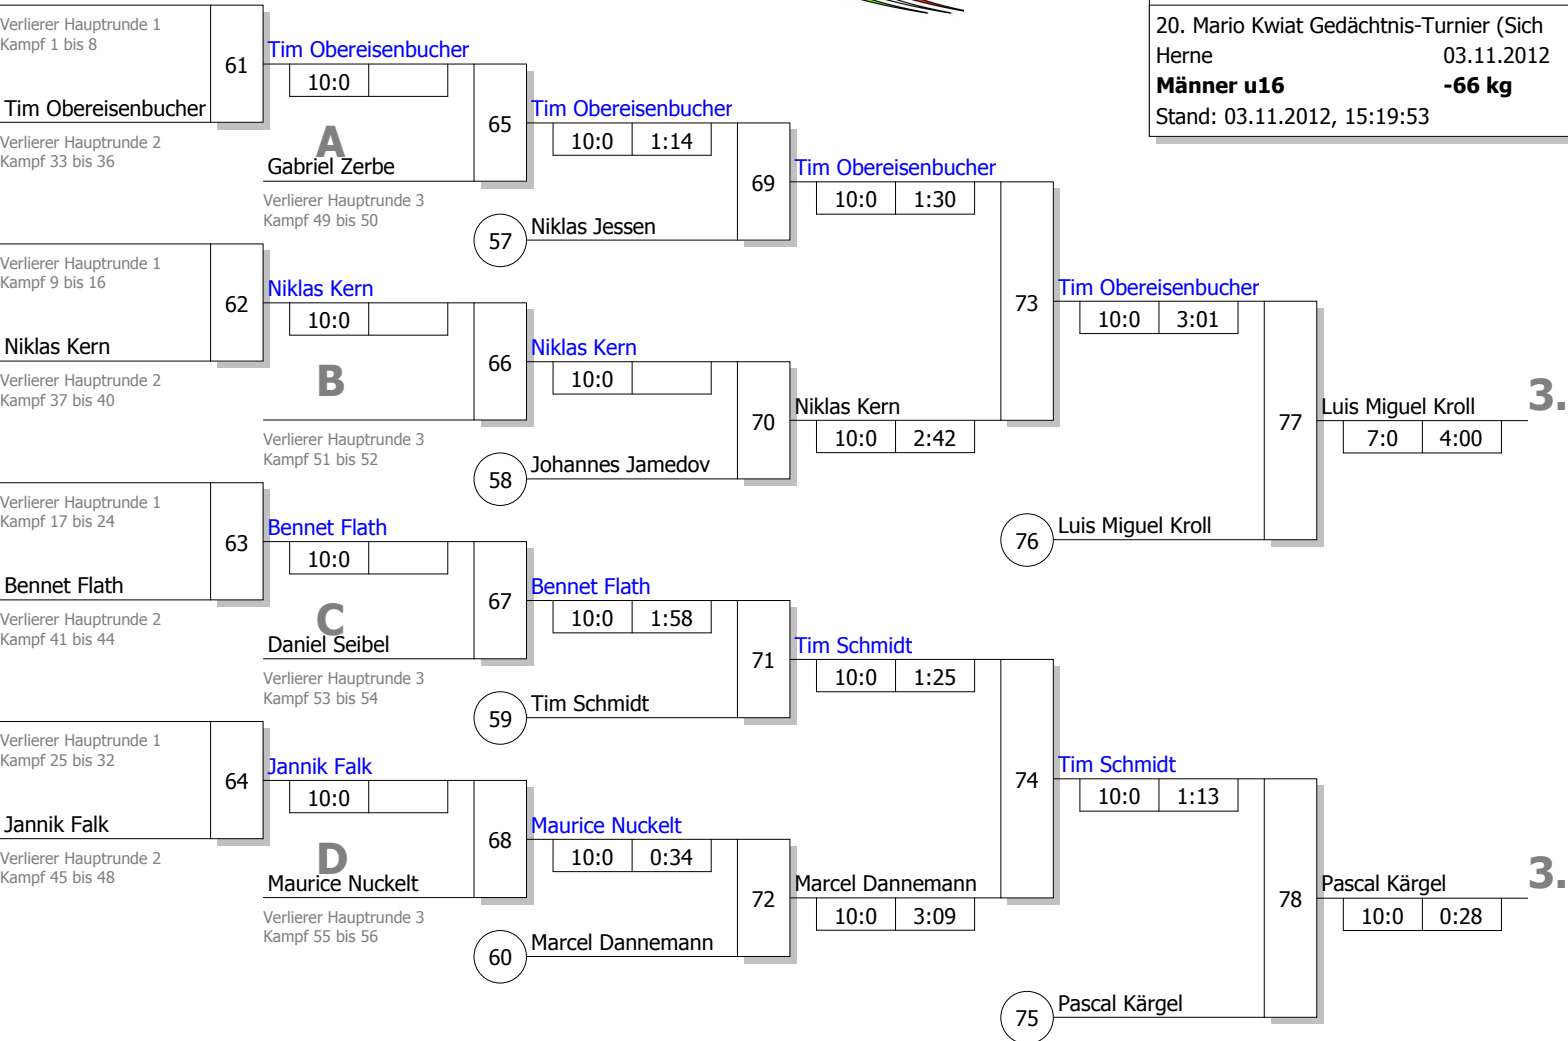 20. Mario Kwiat Gedächtnis-Turnier (Sich
Herne 03.11.2012
Männer u16 -66 kg
Stand: 03.11.2012, 15:19:53
Verlierer Hauptrunde 1
Kampf 1 bis 8
61
Tim Obereisenbucher
Verlierer Hauptrunde 2
Kampf 33 bis 36
Tim Obereisenbucher
10:0
A
Gabriel Zerbe
Verlierer Hauptrunde 3
Kampf 49 bis 50
65
Tim Obereisenbucher
10:0 1:14
57
Niklas Jessen
69
Tim Obereisenbucher
10:0 1:30
Verlierer Hauptrunde 1
Kampf 9 bis 16
62
Niklas Kern
Verlierer Hauptrunde 2
Kampf 37 bis 40
Niklas Kern
10:0
B
Verlierer Hauptrunde 3
Kampf 51 bis 52
66
Niklas Kern
10:0
58
Johannes Jamedov
70
Niklas Kern
10:0 2:42
73
Tim Obereisenbucher
10:0 3:01
76
Luis Miguel Kroll
77
Luis Miguel Kroll
7:0 4:00
3.
Verlierer Hauptrunde 1
Kampf 17 bis 24
63
Bennet Flath
Verlierer Hauptrunde 2
Kampf 41 bis 44
Bennet Flath
10:0
C
Daniel Seibel
Verlierer Hauptrunde 3
Kampf 53 bis 54
67
Bennet Flath
10:0 1:58
59
Tim Schmidt
71
Tim Schmidt
10:0 1:25
Verlierer Hauptrunde 1
Kampf 25 bis 32
64
Jannik Falk
Verlierer Hauptrunde 2
Kampf 45 bis 48
Jannik Falk
10:0
D
Maurice Nuckelt
Verlierer Hauptrunde 3
Kampf 55 bis 56
68
Maurice Nuckelt
10:0 0:34
60
Marcel Dannemann
72
Marcel Dannemann
10:0 3:09
74
Tim Schmidt
10:0 1:13
75
Pascal Kärgel
78
Pascal Kärgel
10:0 0:28
3.